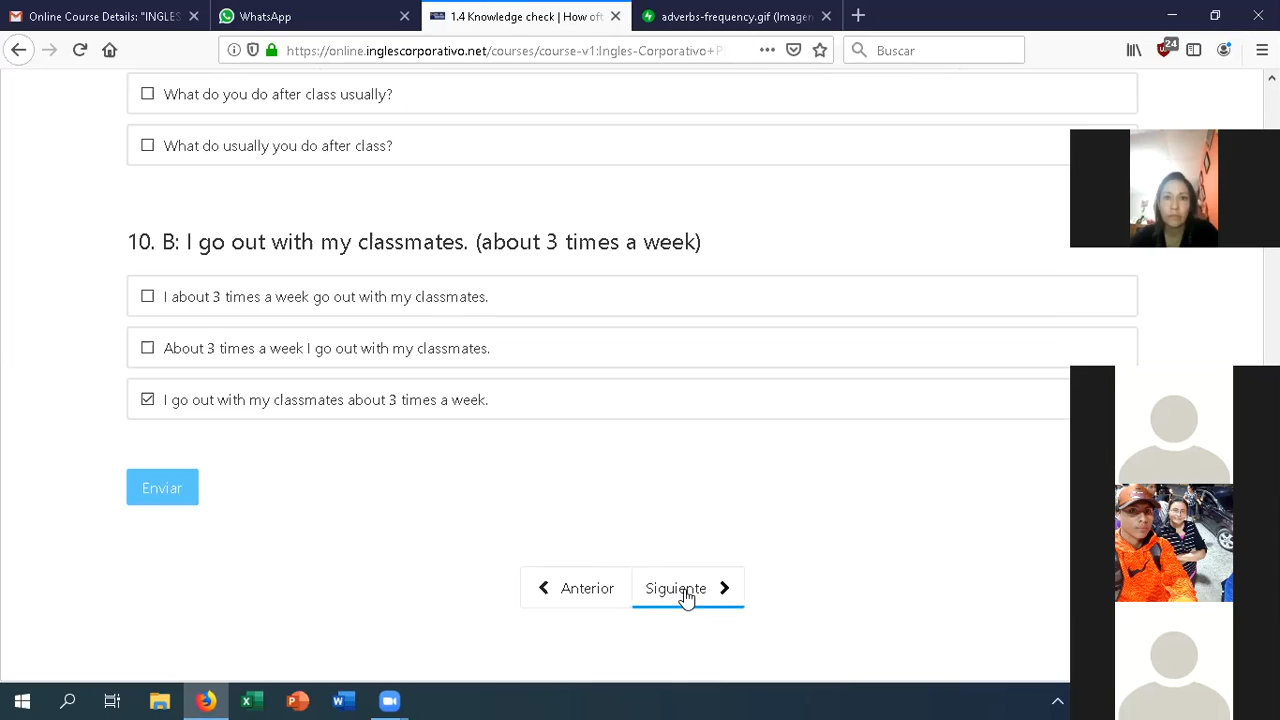 Online Course Details: "INGLES
WhatsApp
1.4 Knowledge check | How oft
adverbs-frequency.gif (Imagen
https://online.inglescorporativo.net/courses/course-v1:Ingles-Corporativo+P
Buscar
24
What do you do after class usually?
What do usually you do after class?
10. B: I go out with my classmates. (about 3 times a week)
I about 3 times a week go out with my classmates.
About 3 times a week I go out with my classmates.
I go out with my classmates about 3 times a week.
Enviar
Anterior
Siguiente